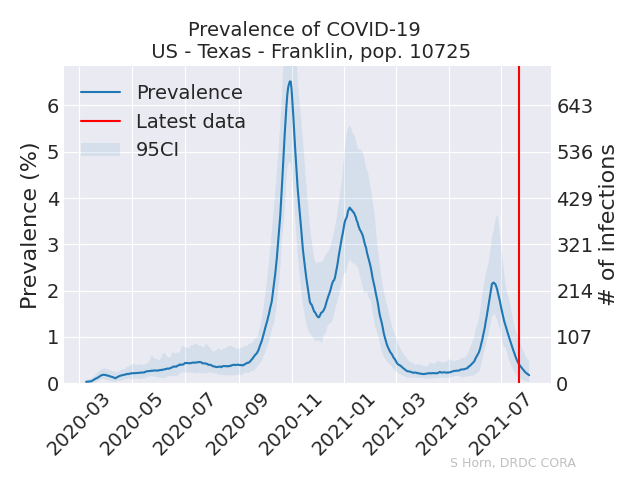 Prevalence of COVID-19
US - Texas - Franklin, pop. 10725
Prevalence
Latest data
95CI
Prevalence (%)
6
5
4
3
2
1
0
643
536
429
321
214
107
0
# of infections
2020-03
2020-05
2020-07
2020-09
2020-11
2021-01
2021-03
2021-05
2021-07
S Horn, DRDC CORA